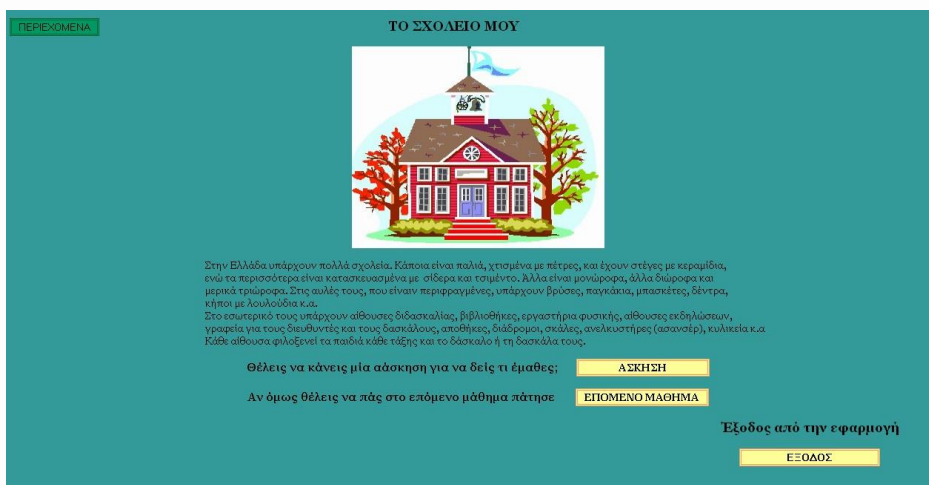 ΠΕΡΙΕΧΟΜΕΝΑ
ΤΟ ΣΧΟΛΕΙΟ ΜΟΥ
Στην Ελλάδα υπάρχουν πολλά σχολεία. Κάποια είναι παλιά, χτισμένα με πέτρες, και έχουν στέγες με κεραμίδια,
ενώ τα περισσότερα είναι κατασκευασμένα με σίδερα και τσιμέντο. Άλλα είναι μονώροφα, άλλα διώροφα και
μερικά τριώροφα. Στις αυλές τους, που είναιν περιφραγμένες, υπάρχουν βρύσες, παγκάκια, μπασκέτες, δέντρα,
κήποι με λουλούδια κ.α.
Στο εσωτερικό τους υπάρχουν αίθουσες διδασκαλίας, βιβλιοθήκες, εργαστήρια φυσικής, αίθουσες εκδηλώσεων,
γραφεία για τους διευθυντές και τους δασκάλους, αποθήκες, διάδρομοι, σκάλες, ανελκυστήρες (ασανσέρ), κυλικεία κ.α
Κάθε αίθουσα φιλοξενεί τα παιδιά κάθε τάξης και το δάσκαλο ή τη δασκάλα τους.
Θέλεις να κάνεις μία αάσκηση για να δείς τι έμαθες; ΑΣΚΗΣΗ
Αν όμως θέλεις να πάς στο επόμενο μάθημα πάτησε ΕΠΟΜΕΝΟ ΜΑΘΗΜΑ
Έξοδος από την εφαρμογή
ΕΞΟΔΟΣ